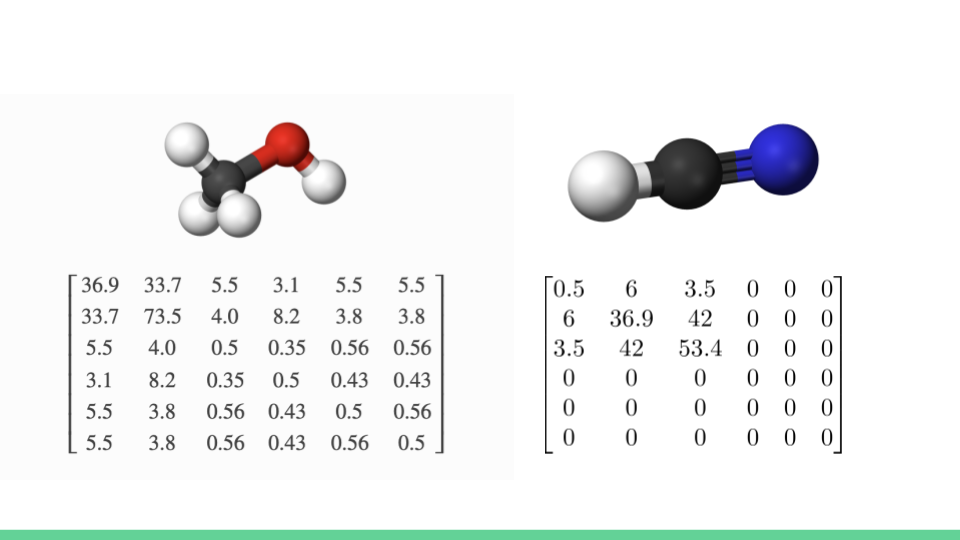 36.9 33.7 5.5 3.1 5.5 5.5
33.7 73.5 4.0 8.2 3.8 3.8
5.5 4.0 0.5 0.35 0.56 0.56
3.1 8.2 0.35 0.5 0.43 0.43
5.5 3.8 0.56 0.43 0.5 0.56
5.5 3.8 0.56 0.43 0.56 0.5
0.5 6 3.5 0 0 0
6 36.9 42 0 0 0
3.5 42 53.4 0 0 0
0 0 0 0 0 0
0 0 0 0 0 0
0 0 0 0 0 0